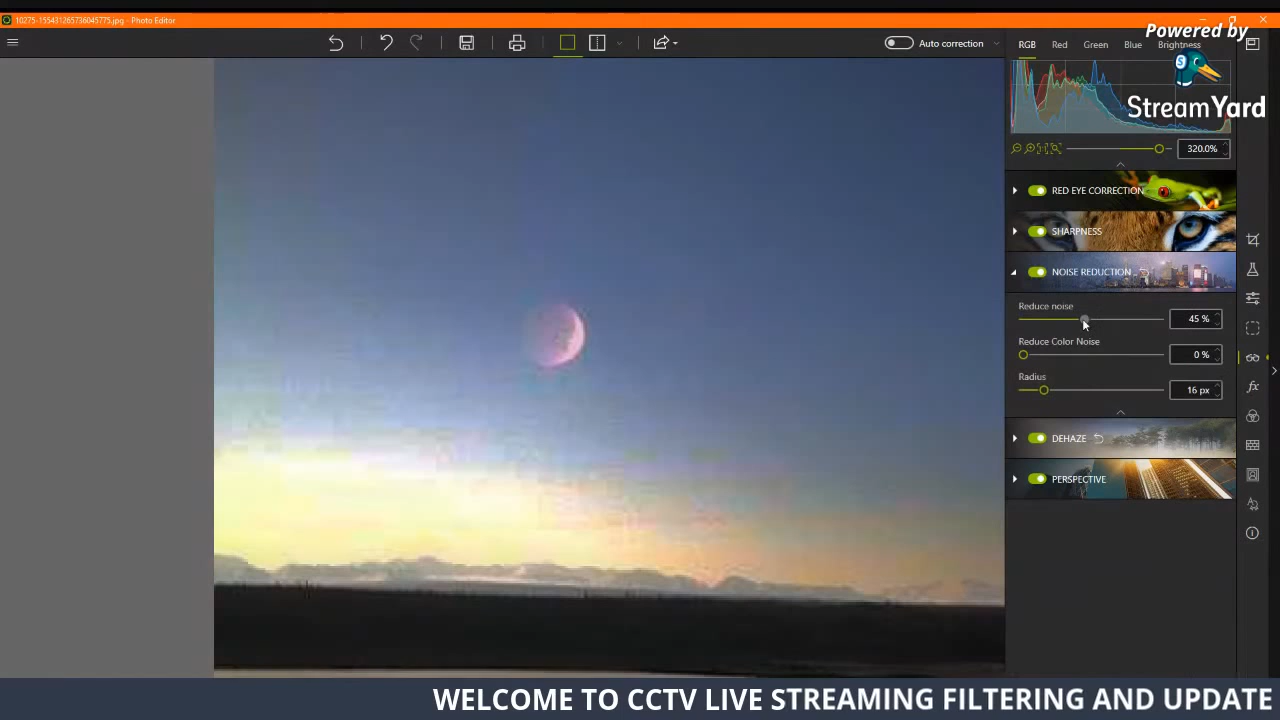 10275-155431265736045775.jpg - Photo Editor
Powered by
StreamYard
Auto correction
RGB Red Green Blue Brightness
320.0%
RED EYE CORRECTION
SHARPNESS
NOISE REDUCTION
Reduce noise
45 %
Reduce Color Noise
0 %
Radius
16 px
DEHAZE
PERSPECTIVE
WELCOME TO CCTV LIVE STREAMING FILTERING AND UPDATE